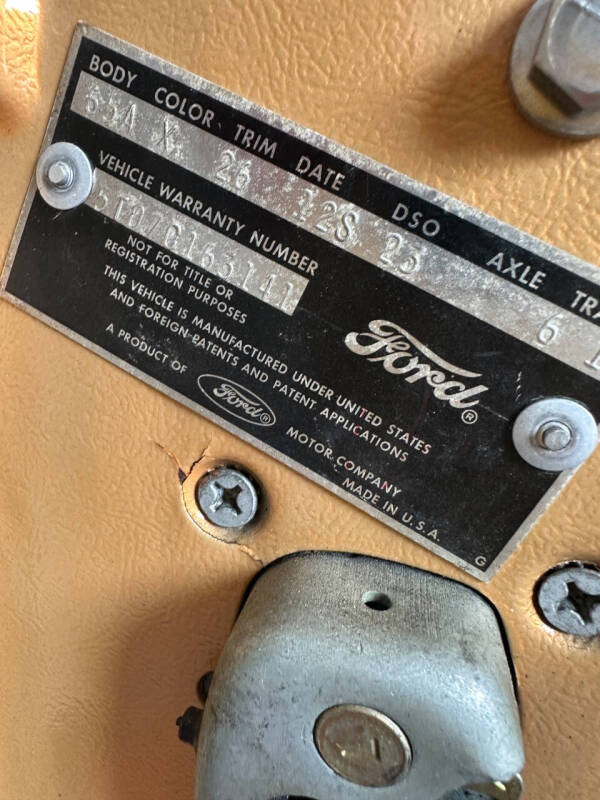 BODY COLOR TRIM DATE DSO AXLE TRA
65A X 26 12S 6 1
VEHICLE WARRANTY NUMBER
NOT FOR TITLE OR
REGISTRATION PURPOSES
THIS VEHICLE IS MANUFACTURED UNDER UNITED STATES
AND FOREIGN PATENTS AND PATENT APPLICATIONS
Ford®
A PRODUCT OF Ford® MOTOR COMPANY
MADE IN U.S.A.
G